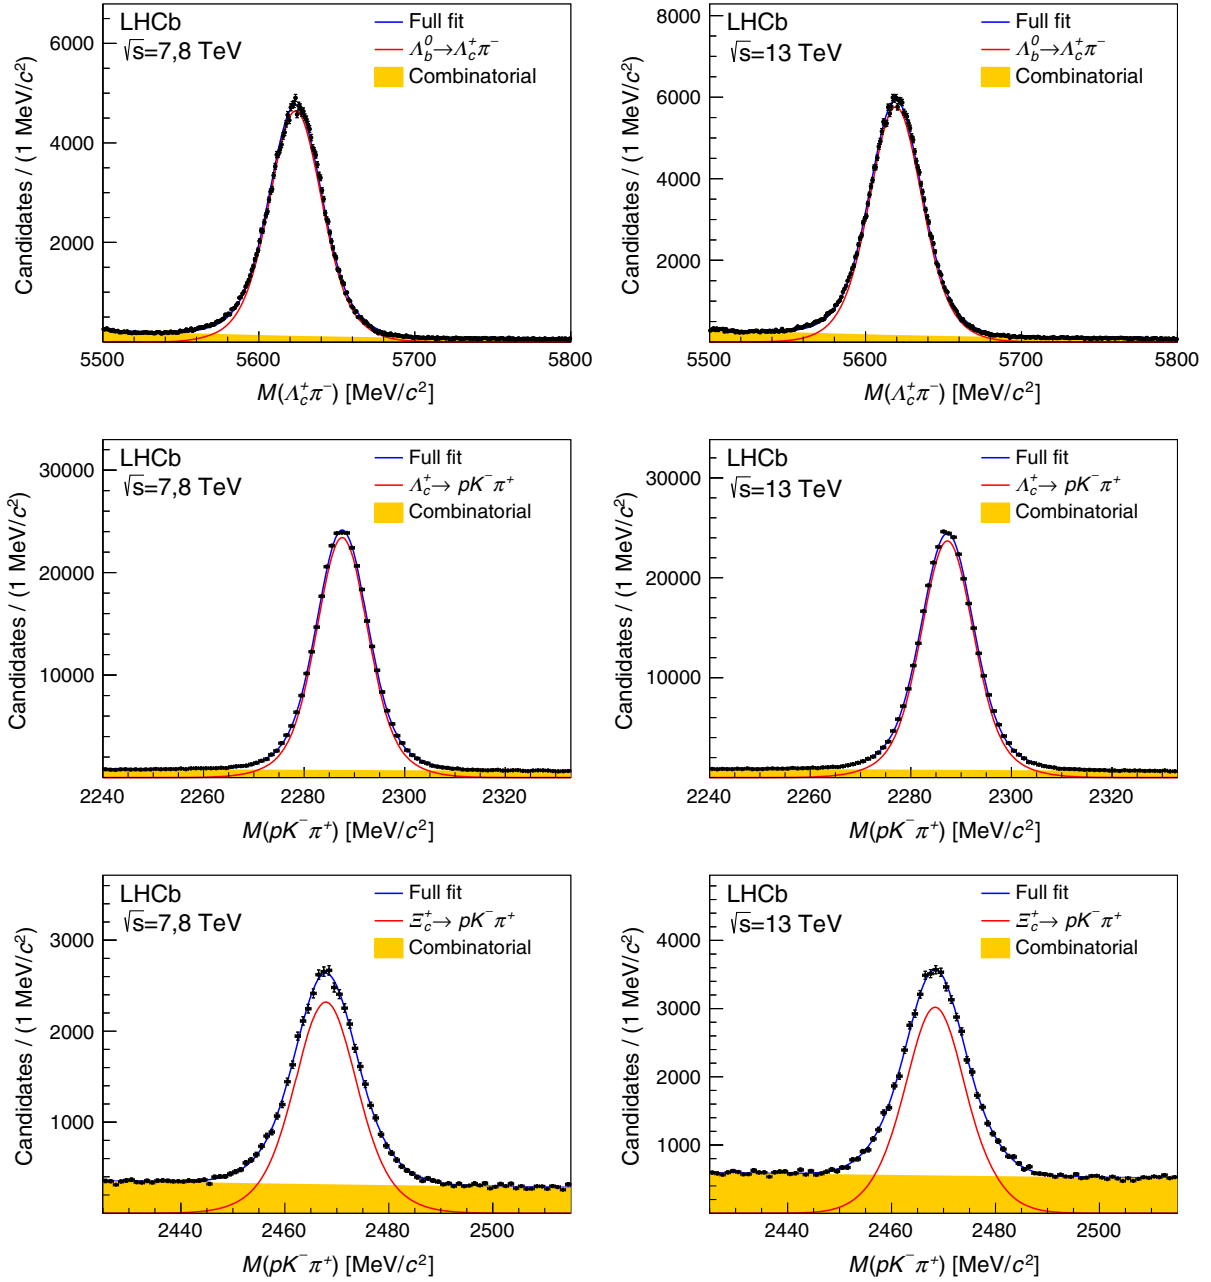 LHCb
√s=7,8 TeV
Full fit
Λb0→Λc+π−
Combinatorial
Candidates / (1 MeV/c2)
6000
4000
2000
5500 5600 5700 5800
M(Λc+π−) [MeV/c2]
LHCb
√s=13 TeV
Full fit
Λb0→Λc+π−
Combinatorial
Candidates / (1 MeV/c2)
8000
6000
4000
2000
5500 5600 5700 5800
M(Λc+π−) [MeV/c2]
LHCb
√s=7,8 TeV
Full fit
Λc+→ pK−π+
Combinatorial
Candidates / (1 MeV/c2)
30000
20000
10000
2240 2260 2280 2300 2320
M(pK−π+) [MeV/c2]
LHCb
√s=13 TeV
Full fit
Λc+→ pK−π+
Combinatorial
Candidates / (1 MeV/c2)
30000
20000
10000
2240 2260 2280 2300 2320
M(pK−π+) [MeV/c2]
LHCb
√s=7,8 TeV
Full fit
Ξc+→ pK−π+
Combinatorial
Candidates / (1 MeV/c2)
3000
2000
1000
2440 2460 2480 2500
M(pK−π+) [MeV/c2]
LHCb
√s=13 TeV
Full fit
Ξc+→ pK−π+
Combinatorial
Candidates / (1 MeV/c2)
4000
3000
2000
1000
2440 2460 2480 2500
M(pK−π+) [MeV/c2]